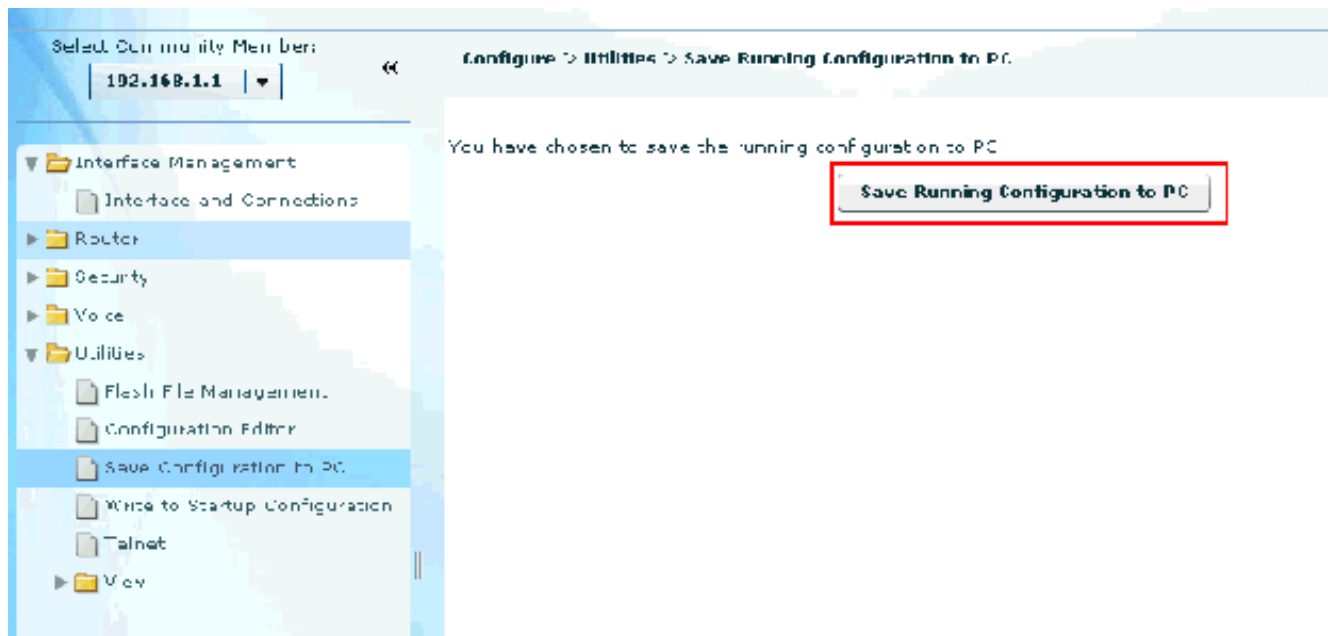 Select Community Member:
192.168.1.1
Configure > Utilities > Save Running Configuration to PC
Interface Management
Interface and Connections
Router
Security
Voice
Utilities
Flash File Management
Configuration Editor
Save Configuration to PC
Write to Startup Configuration
Telnet
View
You have chosen to save the running configuration to PC
Save Running Configuration to PC